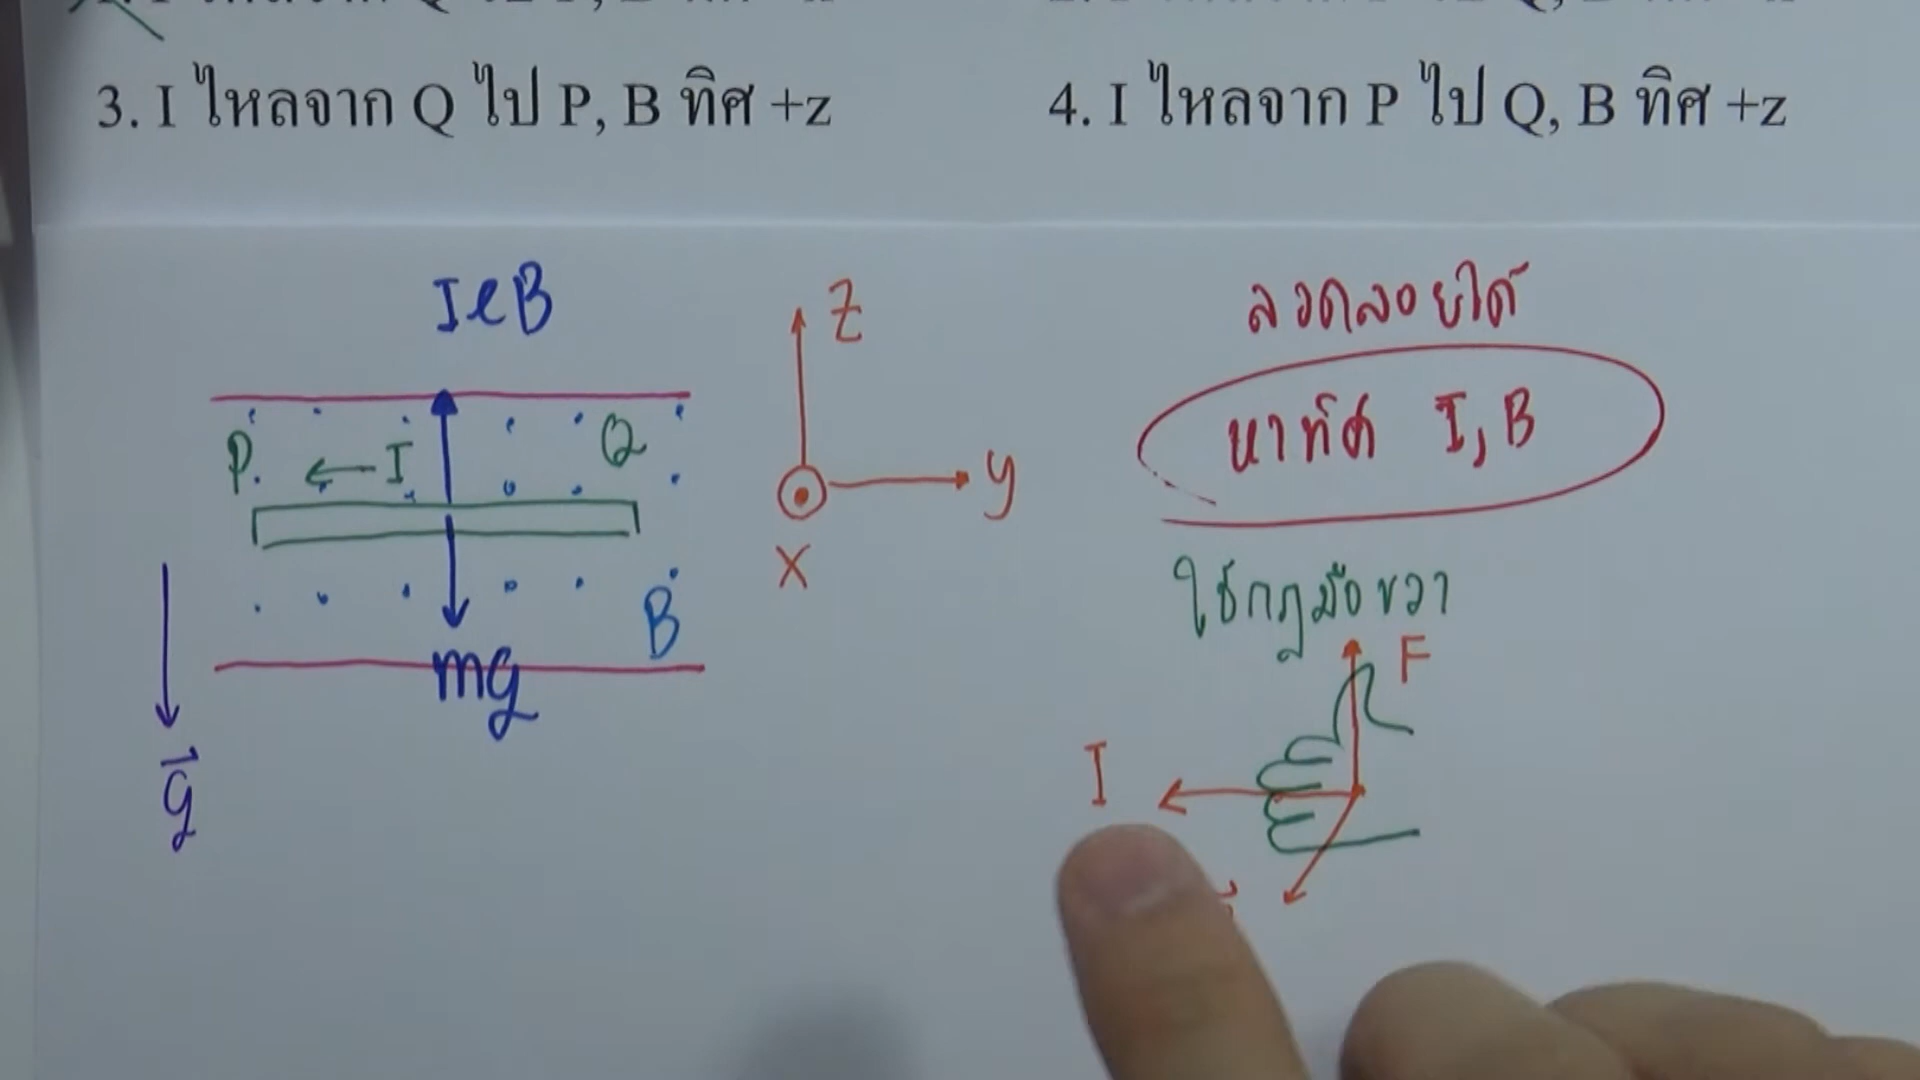 3. I ไหลจาก Q ไป P, B ทิศ +z
4. I ไหลจาก P ไป Q, B ทิศ +z
IlB
z
ลวดลอยได้
P
I
Q
y
หาทิศ I, B
x
ใช้กฎมือขวา
B
F
mg
I
g